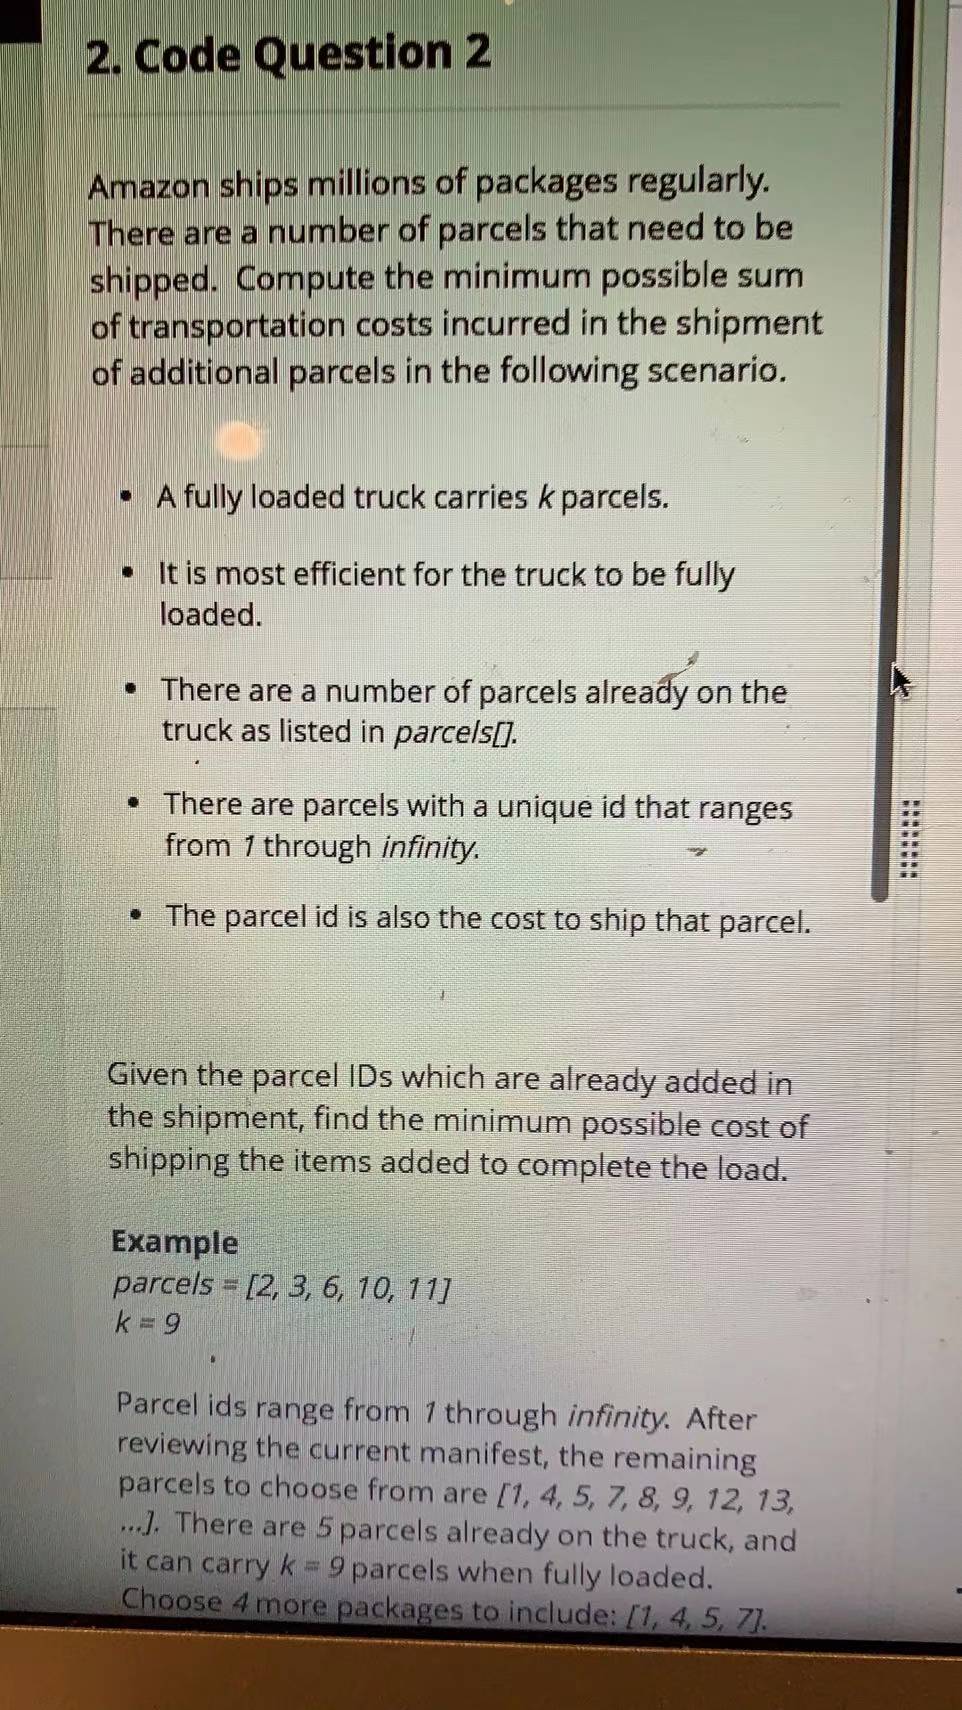 2. Code Question 2
Amazon ships millions of packages regularly.
There are a number of parcels that need to be
shipped. Compute the minimum possible sum
of transportation costs incurred in the shipment
of additional parcels in the following scenario.
• A fully loaded truck carries k parcels.
• It is most efficient for the truck to be fully
loaded.
• There are a number of parcels already on the
truck as listed in parcels[].
• There are parcels with a unique id that ranges
from 1 through infinity.
• The parcel id is also the cost to ship that parcel.
Given the parcel IDs which are already added in
the shipment, find the minimum possible cost of
shipping the items added to complete the load.
Example
parcels = [2, 3, 6, 10, 11]
k = 9
Parcel ids range from 1 through infinity. After
reviewing the current manifest, the remaining
parcels to choose from are [1, 4, 5, 7, 8, 9, 12, 13,
...]. There are 5 parcels already on the truck, and
it can carry k = 9 parcels when fully loaded.
Choose 4 more packages to include: [1, 4, 5, 7].